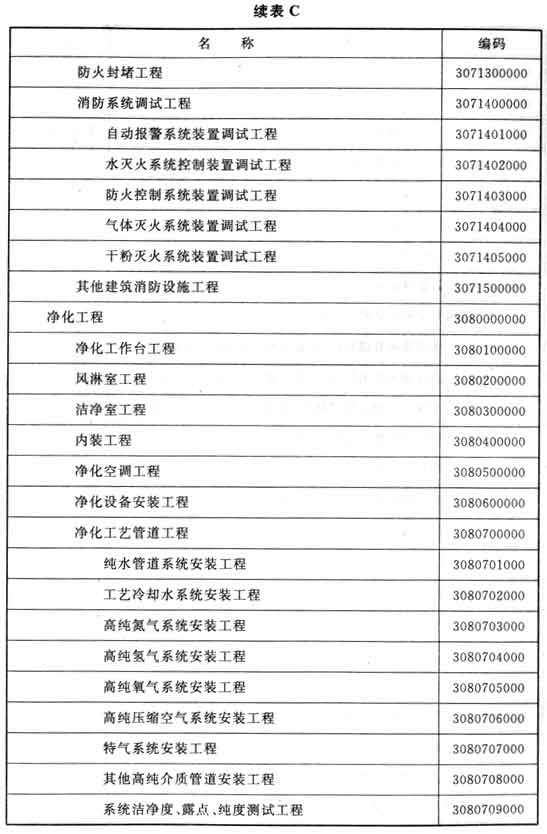 续表 C
名 称 编码
防火封堵工程 3071300000
消防系统调试工程 3071400000
自动报警系统装置调试工程 3071401000
水灭火系统控制装置调试工程 3071402000
防火控制系统装置调试工程 3071403000
气体灭火系统装置调试工程 3071404000
干粉灭火系统装置调试工程 3071405000
其他建筑消防设施工程 3071500000
净化工程 3080000000
净化工作台工程 3080100000
风淋室工程 3080200000
洁净室工程 3080300000
内装工程 3080400000
净化空调工程 3080500000
净化设备安装工程 3080600000
净化工艺管道工程 3080700000
纯水管道系统安装工程 3080701000
工艺冷却水系统安装工程 3080702000
高纯氮气系统安装工程 3080703000
高纯氢气系统安装工程 3080704000
高纯氧气系统安装工程 3080705000
高纯压缩空气系统安装工程 3080706000
特气系统安装工程 3080707000
其他高纯介质管道安装工程 3080708000
系统洁净度、露点、纯度测试工程 3080709000